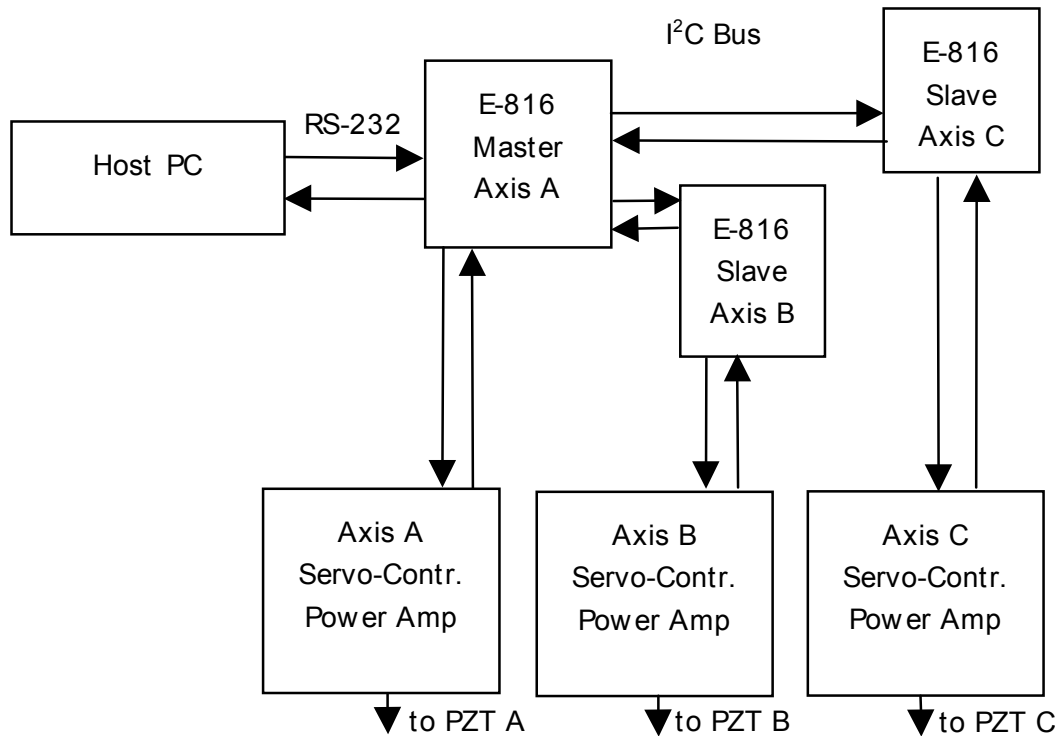 I²C Bus
E-816
Slave
Axis C
E-816
Master
Axis A
RS-232
Host PC
E-816
Slave
Axis B
Axis A
Servo-Contr.
Power Amp
Axis B
Servo-Contr.
Power Amp
Axis C
Servo-Contr.
Power Amp
to PZT A
to PZT B
to PZT C